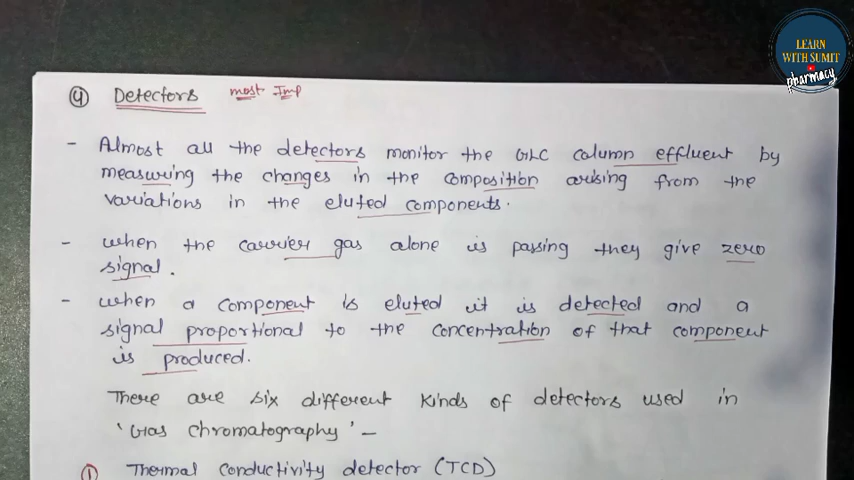 LEARN
WITH SUMIT
pharmacy
(4) Detectors most Imp
- Almost all the detectors monitor the GLC column effluent by
measuring the changes in the composition arising from the
variations in the eluted components.
- when the carrier gas alone is passing they give zero
signal.
- when a component is eluted it is detected and a
signal proportional to the concentration of that component
is produced.
There are six different kinds of detectors used in
'Gas chromatography' -
(1) Thermal conductivity detector (TCD)